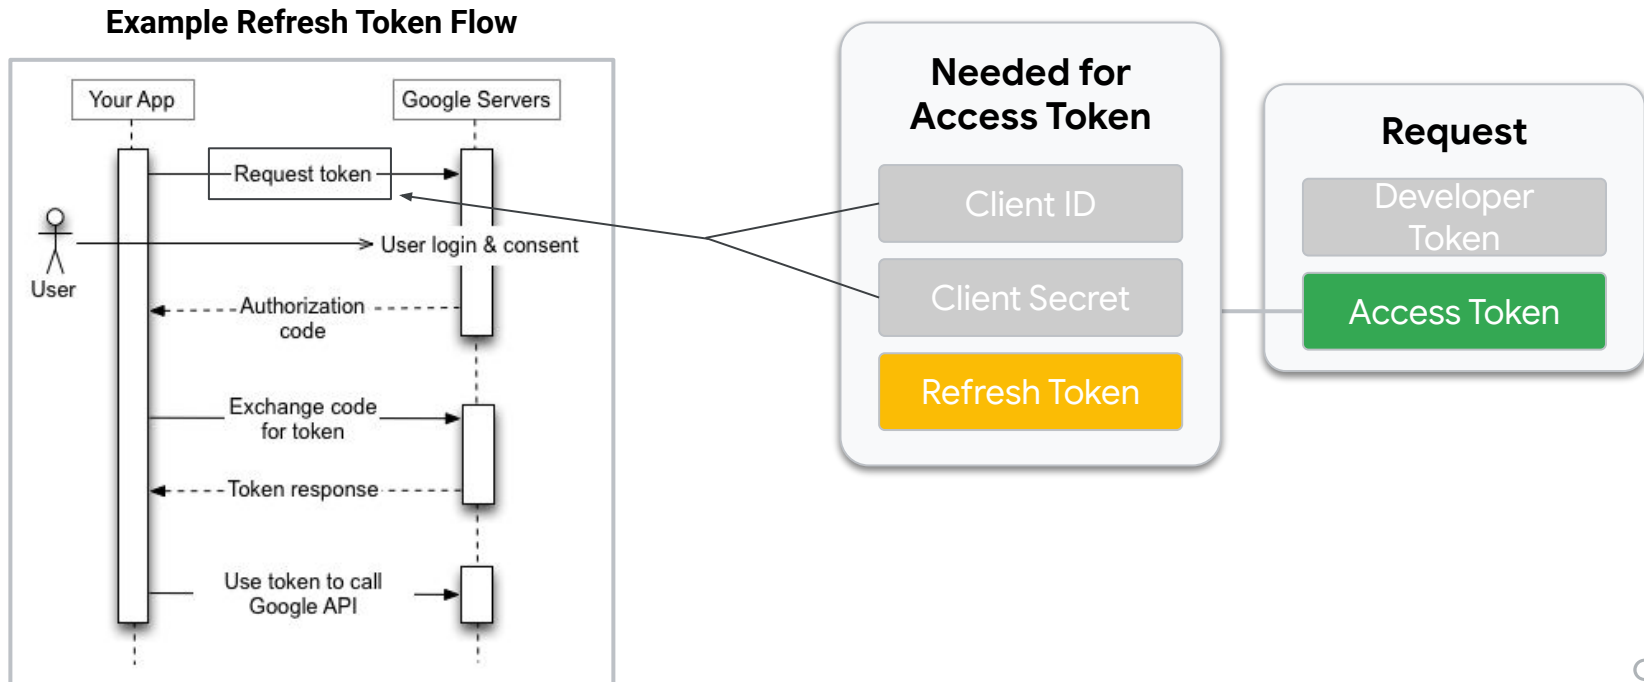 Example Refresh Token Flow
Your App
Google Servers
Request token
User login & consent
User
Authorization
code
Exchange code
for token
Token response
Use token to call
Google API
Needed for
Access Token
Client ID
Client Secret
Refresh Token
Request
Developer
Token
Access Token